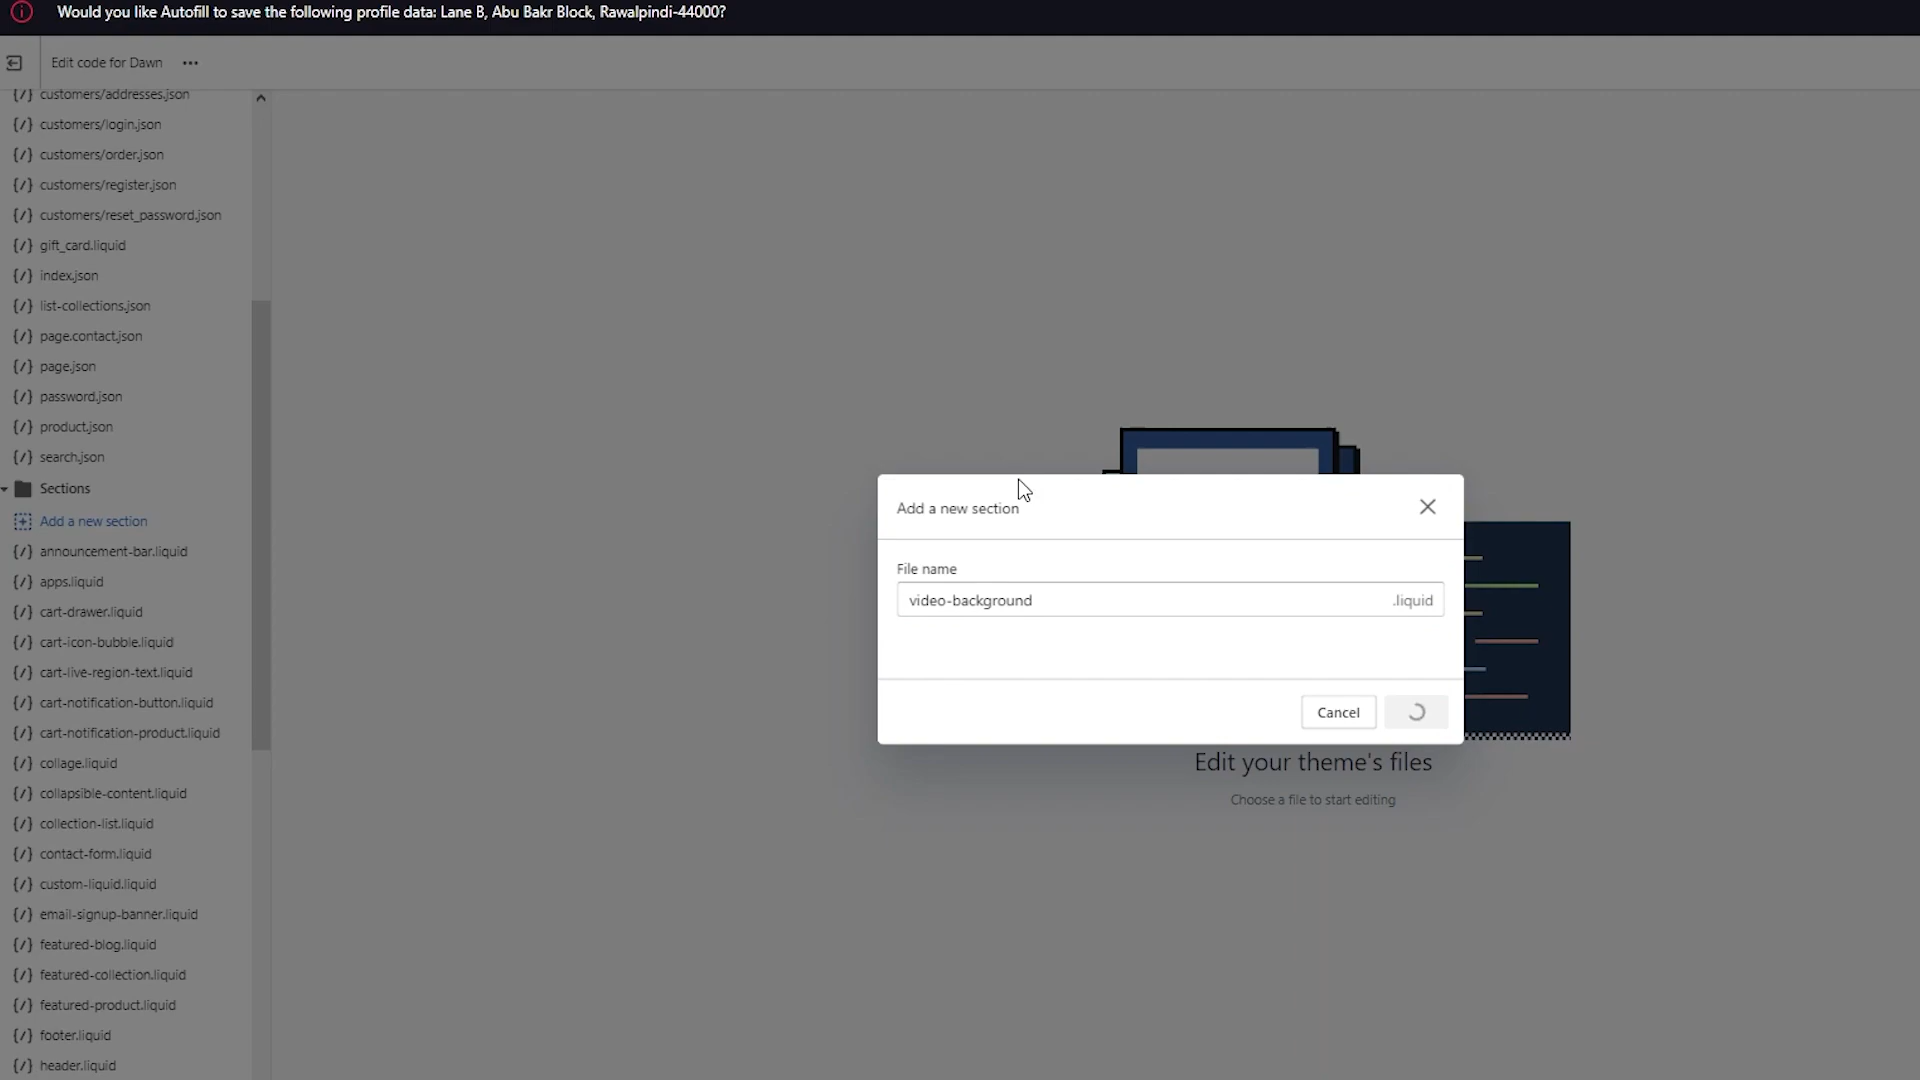 Would you like Autofill to save the following profile data: Lane B, Abu Bakr Block, Rawalpindi-44000?
Edit code for Dawn
{/} customers/addresses.json
{/} customers/login.json
{/} customers/order.json
{/} customers/register.json
{/} customers/reset_password.json
{/} gift_card.liquid
{/} index.json
{/} list-collections.json
{/} page.contact.json
{/} page.json
{/} password.json
{/} product.json
{/} search.json
Sections
Add a new section
{/} announcement-bar.liquid
{/} apps.liquid
{/} cart-drawer.liquid
{/} cart-icon-bubble.liquid
{/} cart-live-region-text.liquid
{/} cart-notification-button.liquid
{/} cart-notification-product.liquid
{/} collage.liquid
{/} collapsible-content.liquid
{/} collection-list.liquid
{/} contact-form.liquid
{/} custom-liquid.liquid
{/} email-signup-banner.liquid
{/} featured-blog.liquid
{/} featured-collection.liquid
{/} featured-product.liquid
{/} footer.liquid
{/} header.liquid
Add a new section
File name
video-background .liquid
Cancel
Edit your theme's files
Choose a file to start editing